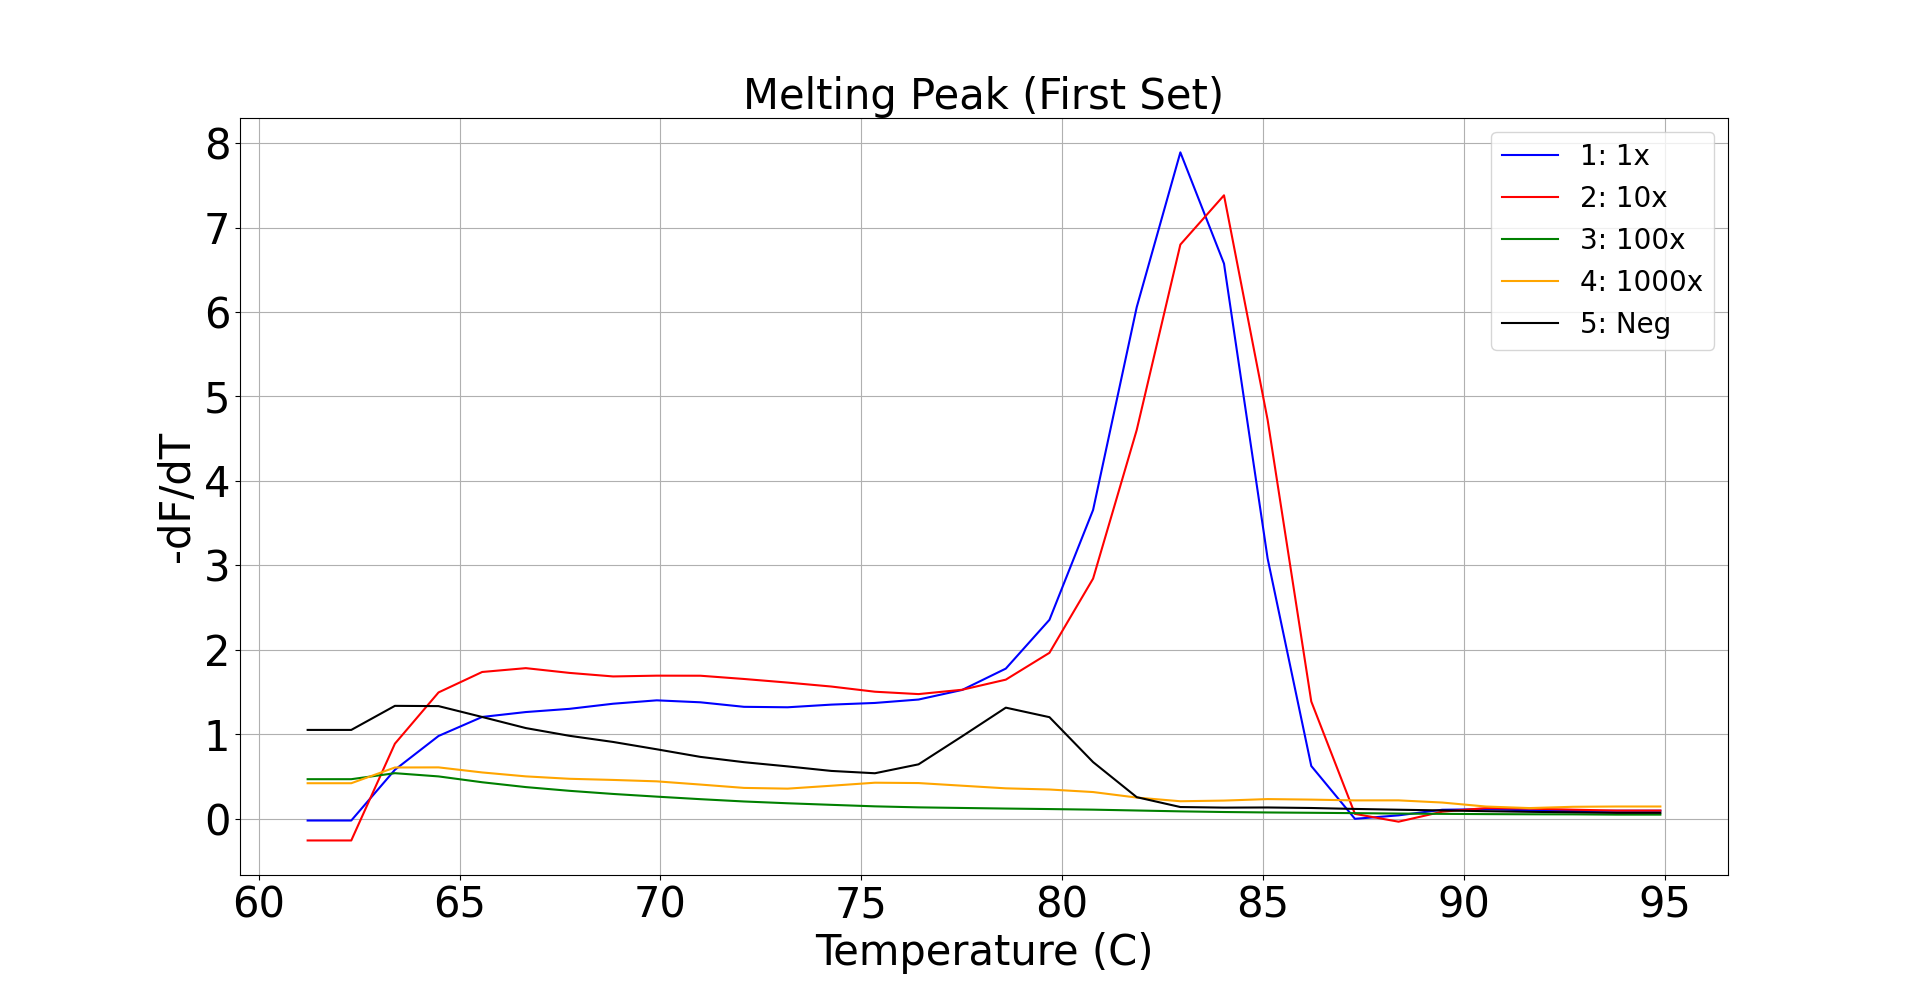 Melting Peak (First Set)
-dF/dT
8
7
6
5
4
3
2
1
0
1: 1x
2: 10x
3: 100x
4: 1000x
5: Neg
60 65 70 75 80 85 90 95
Temperature (C)